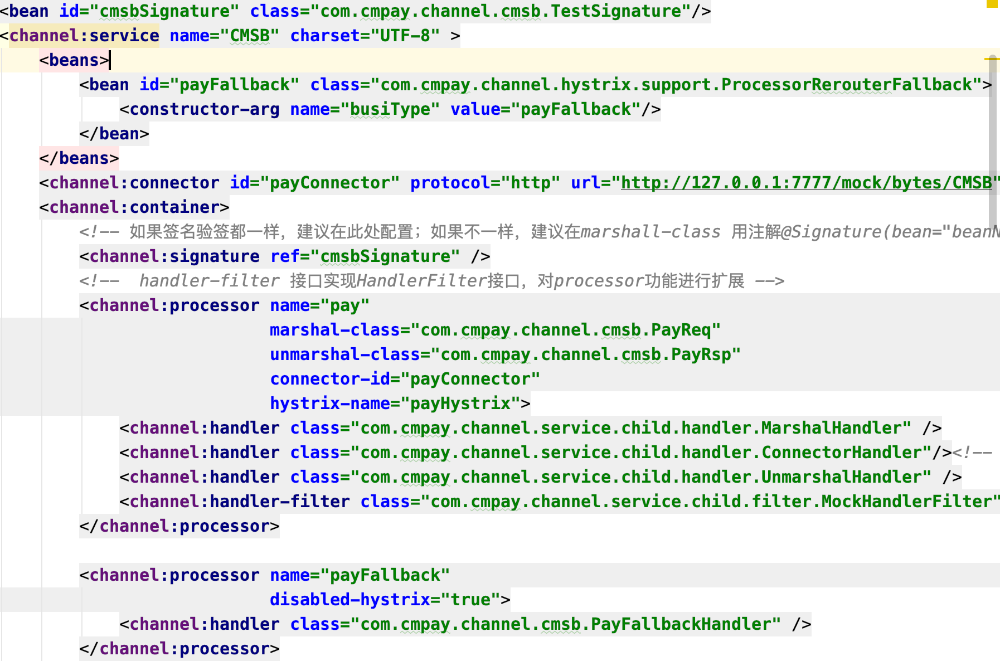 <bean id="cmsbSignature" class="com.cmpay.channel.cmsb.TestSignature"/>
<channel:service name="CMSB" charset="UTF-8" >
<beans>
<bean id="payFallback" class="com.cmpay.channel.hystrix.support.ProcessorRerouterFallback">
<constructor-arg name="busiType" value="payFallback"/>
</bean>
</beans>
<channel:connector id="payConnector" protocol="http" url="http://127.0.0.1:7777/mock/bytes/CMSB"
<channel:container>
<!-- 如果签名验签都一样，建议在此处配置；如果不一样，建议在marshall-class 用注解@Signature(bean="beanN
<channel:signature ref="cmsbSignature" />
<!--  handler-filter 接口实现HandlerFilter接口，对processor功能进行扩展 -->
<channel:processor name="pay"
marshal-class="com.cmpay.channel.cmsb.PayReq"
unmarshal-class="com.cmpay.channel.cmsb.PayRsp"
connector-id="payConnector"
hystrix-name="payHystrix">
<channel:handler class="com.cmpay.channel.service.child.handler.MarshalHandler" />
<channel:handler class="com.cmpay.channel.service.child.handler.ConnectorHandler"/><!--
<channel:handler class="com.cmpay.channel.service.child.handler.UnmarshalHandler" />
<channel:handler-filter class="com.cmpay.channel.service.child.filter.MockHandlerFilter"
</channel:processor>
<channel:processor name="payFallback"
disabled-hystrix="true">
<channel:handler class="com.cmpay.channel.cmsb.PayFallbackHandler" />
</channel:processor>